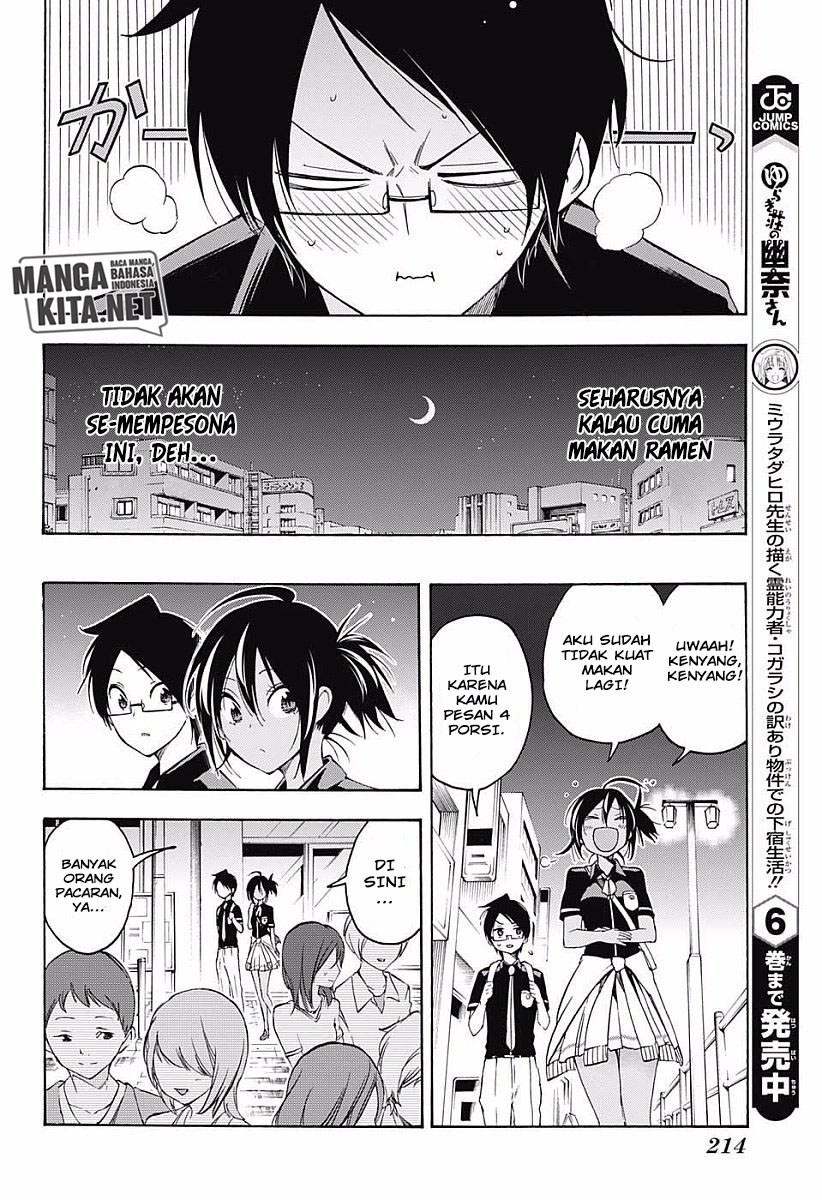 カーーーッ
MANGA
KITA.NET
BACA MANGA,
BAHASA
INDONESIA
SEHARUSNYA
KALAU CUMA
MAKAN RAMEN
TIDAK AKAN
SE-MEMPESONA
INI, DEH...
UWAAH!
KENYANG,
KENYANG!
AKU SUDAH
TIDAK KUAT
MAKAN
LAGI!
ITU
KARENA
KAMU
PESAN 4
PORSI.
DI
SINI...
BANYAK
ORANG
PACARAN,
YA...
JC
JUMP
COMICS
ゆらぎ荘の幽奈さん
ミウラタダヒロ先生の描く霊能力者・コガラシの訳あり物件での下宿生活!!
6巻まで発売中
214